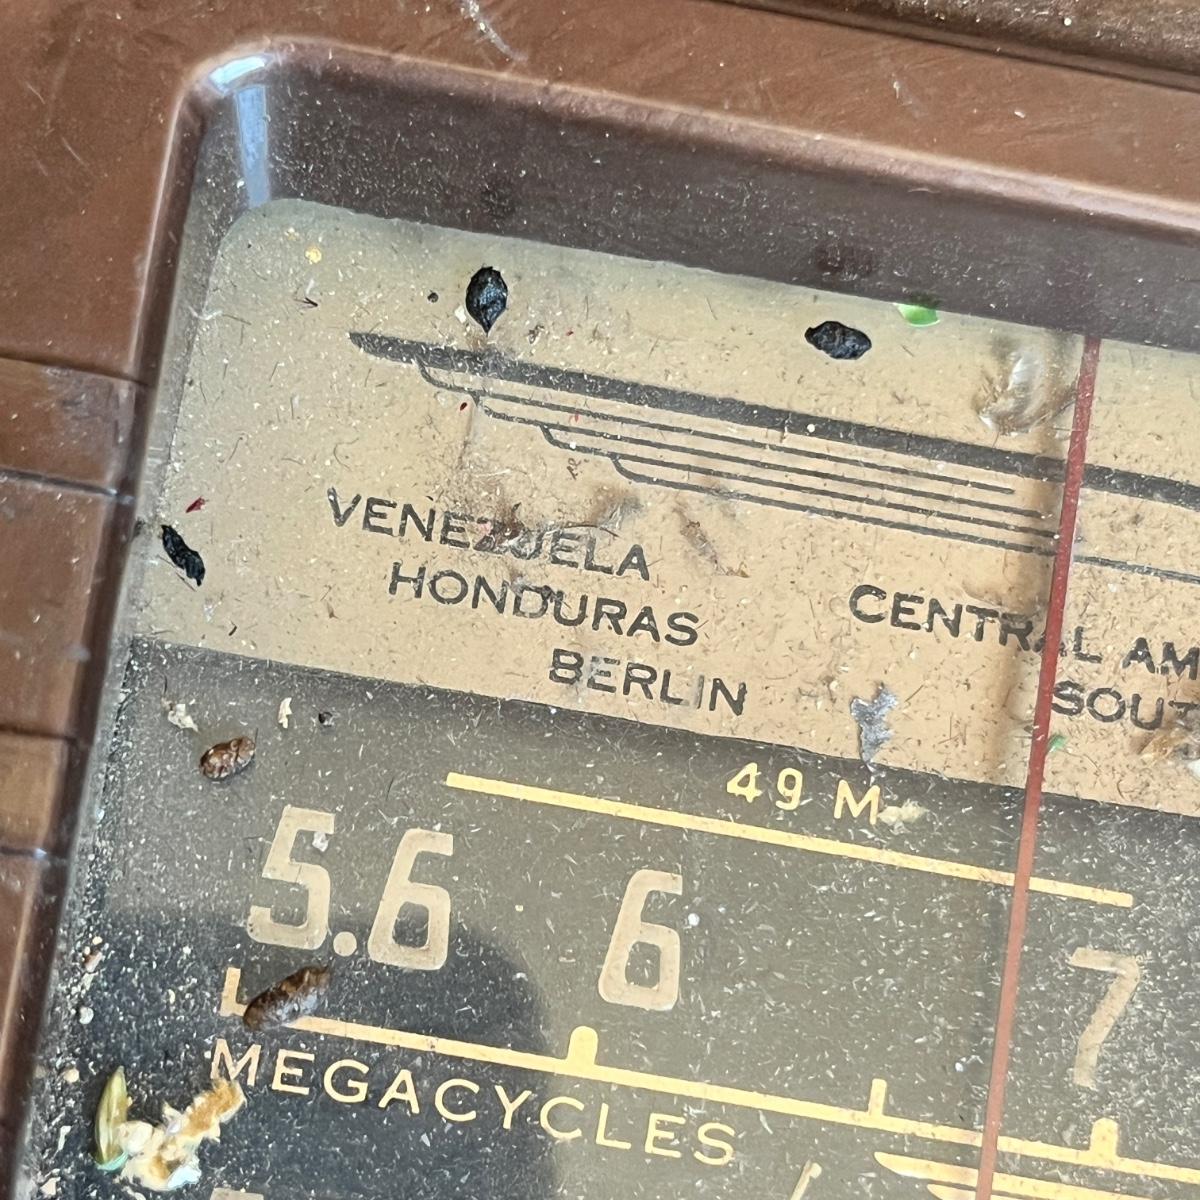 VENEZUELA
HONDURAS
BERLIN
CENTRAL AM
SOUT
49 M
5.6 6 7
MEGACYCLES